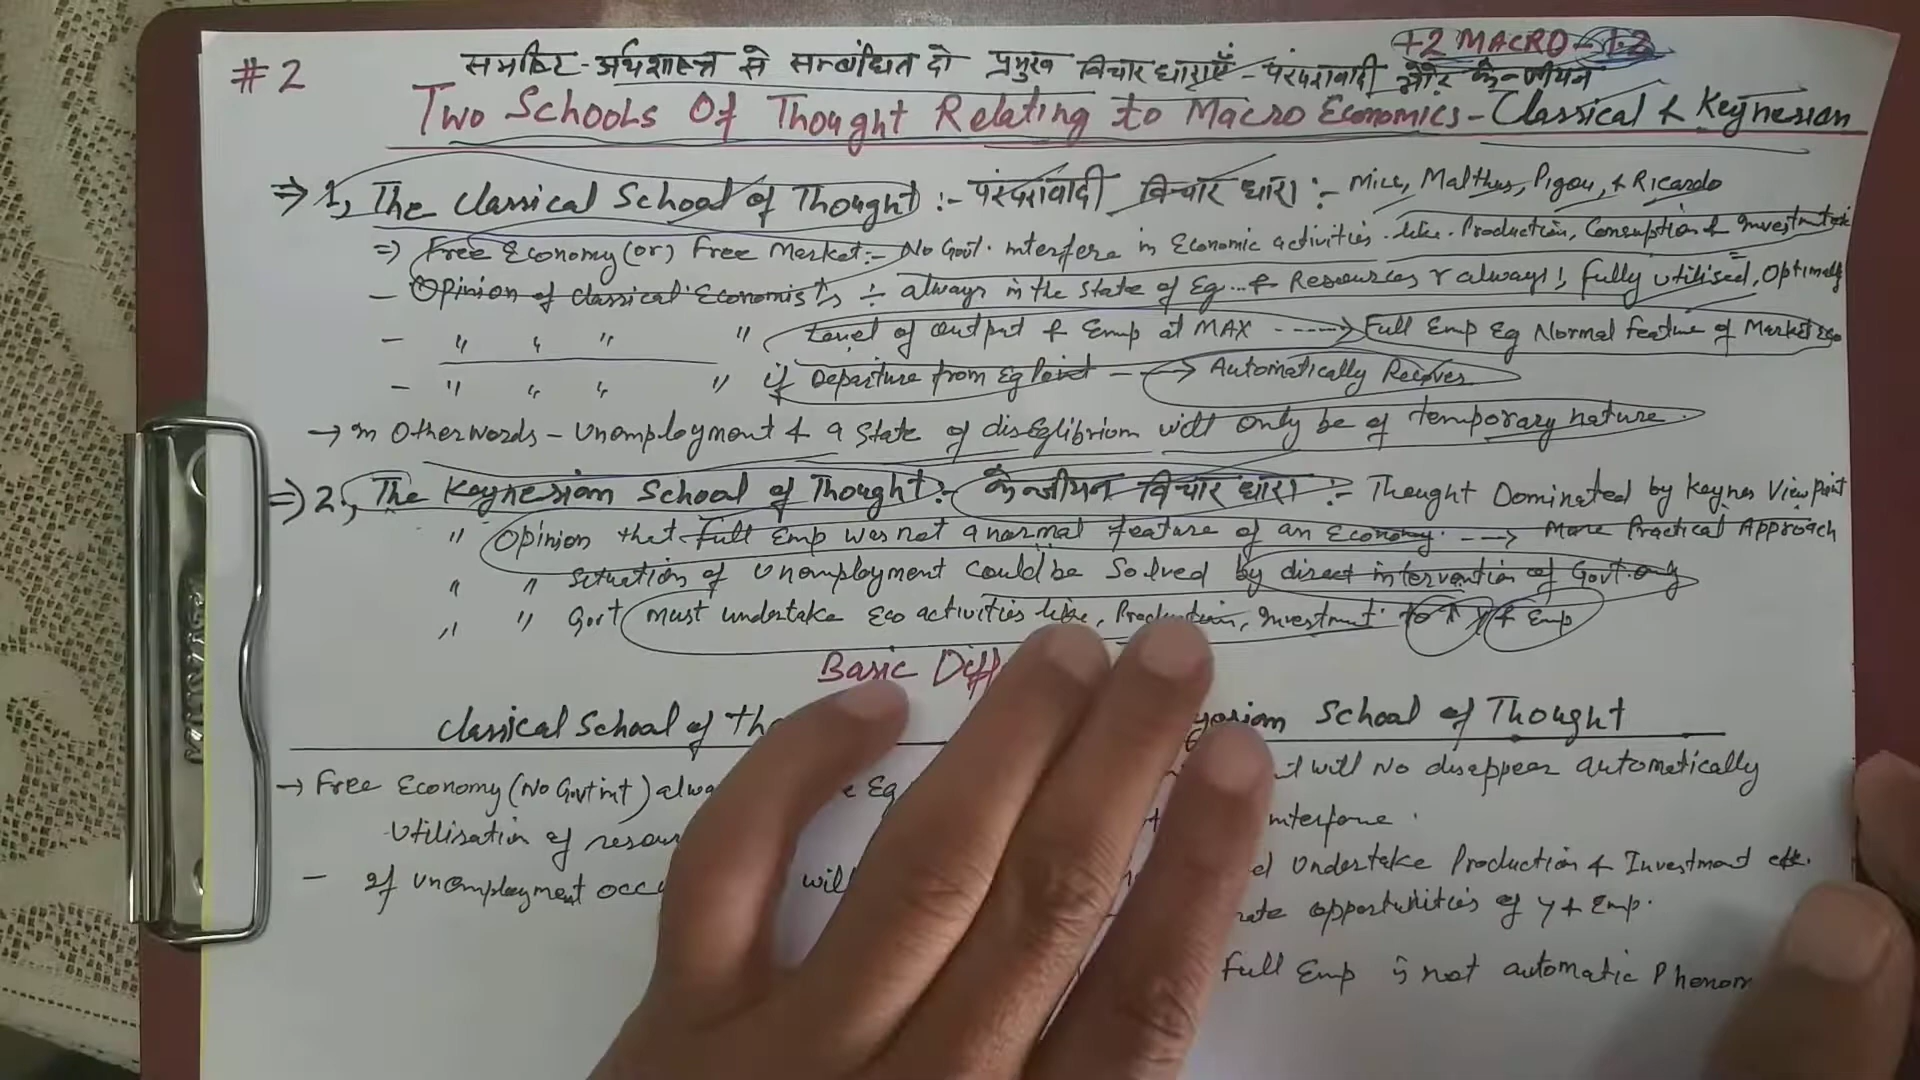 +2 MACRO - 1.2
#2 समष्टि-अर्थशास्त्र से सम्बंधित दो प्रमुख विचार धाराएँ - परंपरावादी और केन्जीयन
Two Schools Of Thought Relating to Macro Economics - Classical & Keynesian
⇒ 1, The Classical School of Thought :- परंपरावादी विचार धारा :- Mill, Malthus, Pigou, & Ricardo
⇒ Free Economy (or) Free Market:- No Govt. interfere in Economic activities. like. Production, Consuption & Investment
- Opinion of classical Economists ÷ always in the State of Eq... & Resources r always! fully utilised, Optimally
- " " " " Level of output & Emp at MAX ----> Full Emp Eq Normal feature of Market
- " " " " if Departure from Eq Point ---> Automatically Recover
→ In Otherwords - Unemployment & a State of disEqlibrium will only be of temporary nature.
⇒ 2, The Keynesian School of Thought:- केन्जीयन विचार धारा :- Thought Dominated by Keynes View Point
" Opinion that Full Emp was not a normal feature of an Economy. ---> More Practical Approach
" " Situation of Unemployment could be Solved by direct intervention of Govt. only
" " Govt must undertake Eco activities like, Production, Investment to ↑ Y & Emp
Basic Diff
Classical School of Th
School of Thought
→ Free Economy (No Govt int) alwa e Eq
Utilisation of resou
- If unemployment occu will
will No disappear automatically
interfare.
Undertake Production & Investment etc.
opportunities of Y & Emp.
Full Emp is not automatic Phenom